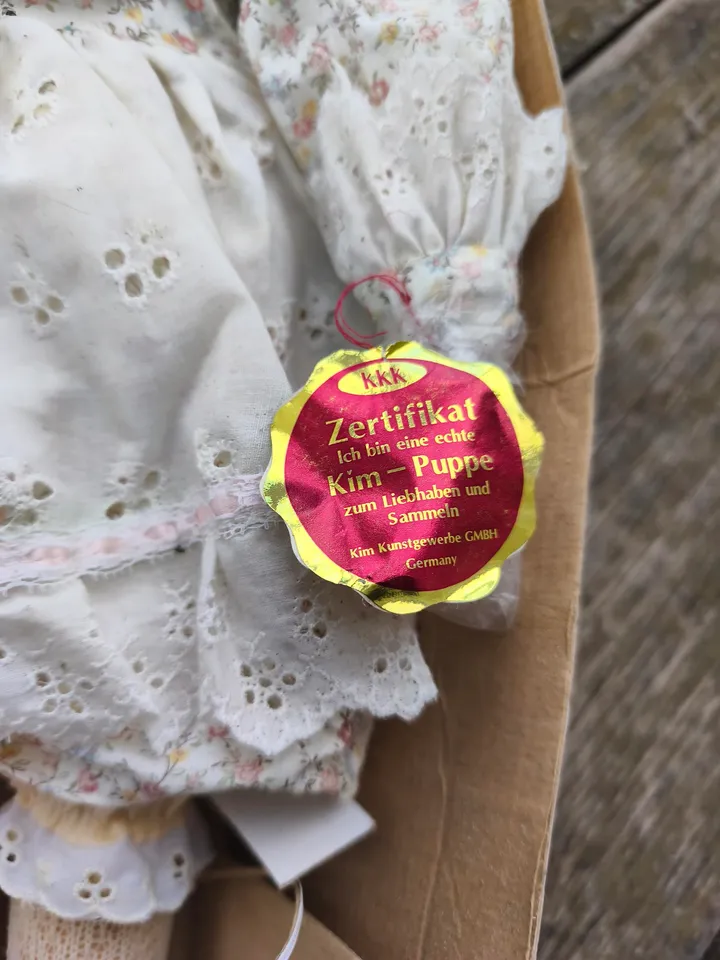 KKK
Zertifikat
Ich bin eine echte
Kim – Puppe
zum Liebhaben und
Sammeln
Kim Kunstgewerbe GMBH
Germany